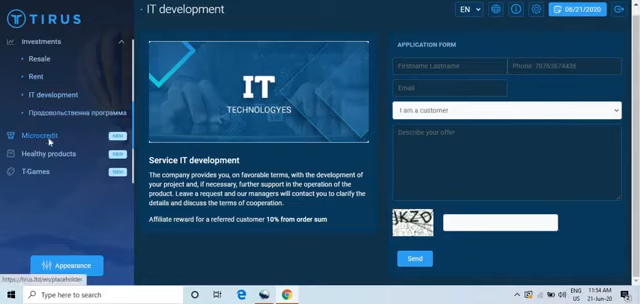 TIRUS
IT development
EN
06/21/2020
Investments
Resale
Rent
IT development
Продовольственна программа
Microcredit
NEW
Healthy products
NEW
T-Games
NEW
Appearance
https://tirus.ltd/ws/placeholder
IT
TECHNOLOGYES
Service IT development
The company provides you, on favorable terms, with the development of
your project and, if necessary, further support in the operation of the
product. Leave a request and our managers will contact you to clarify the
details and discuss the terms of cooperation.
Affiliate reward for a referred customer 10% from order sum
APPLICATION FORM
Firstname Lastname
Phone: 70763674436
Email
I am a customer
Describe your offer
JKZO
Send
Type here to search
ENG
US
11:54 AM
21-Jun-20